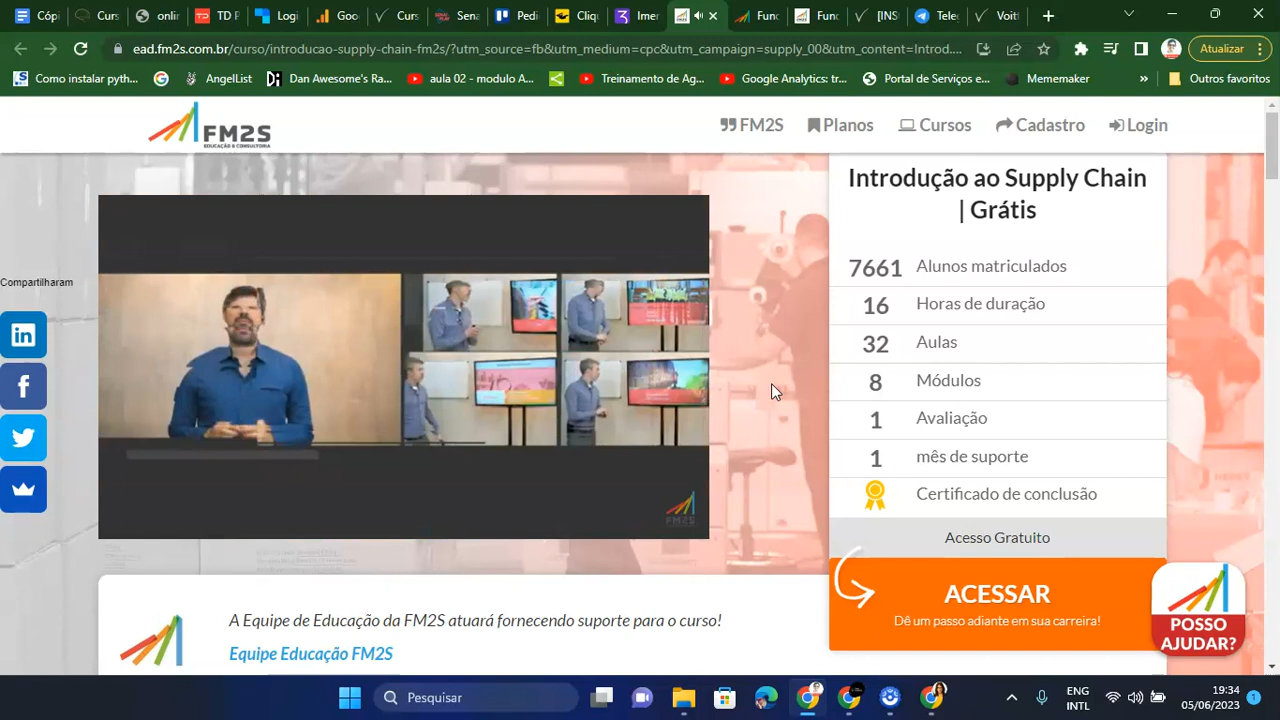 Cóp
Este
onlin
TD
Logi
Goo
Curs
Sena
Pedi
Cliq
Imer
Func
Func
[INS
Tele
Voiti
ead.fm2s.com.br/curso/introducao-supply-chain-fm2s/?utm_source=fb&utm_medium=cpc&utm_campaign=supply_00&utm_content=Introd...
Atualizar
Como instalar pyth...
AngelList
Dan Awesome's Ra...
aula 02 - modulo A...
Treinamento de Ag...
Google Analytics: tr...
Portal de Serviços e...
Mememaker
»
Outros favoritos
FM2S
EDUCAÇÃO & CONSULTORIA
FM2S
Planos
Cursos
Cadastro
Login
Introdução ao Supply Chain
| Grátis
7661 Alunos matriculados
16 Horas de duração
32 Aulas
8 Módulos
1 Avaliação
1 mês de suporte
Certificado de conclusão
Acesso Gratuito
ACESSAR
Dê um passo adiante em sua carreira!
Compartilharam
FM2S
A Equipe de Educação da FM2S atuará fornecendo suporte para o curso!
Equipe Educação FM2S
POSSO
AJUDAR?
Pesquisar
ENG
INTL
19:34
05/06/2023
1